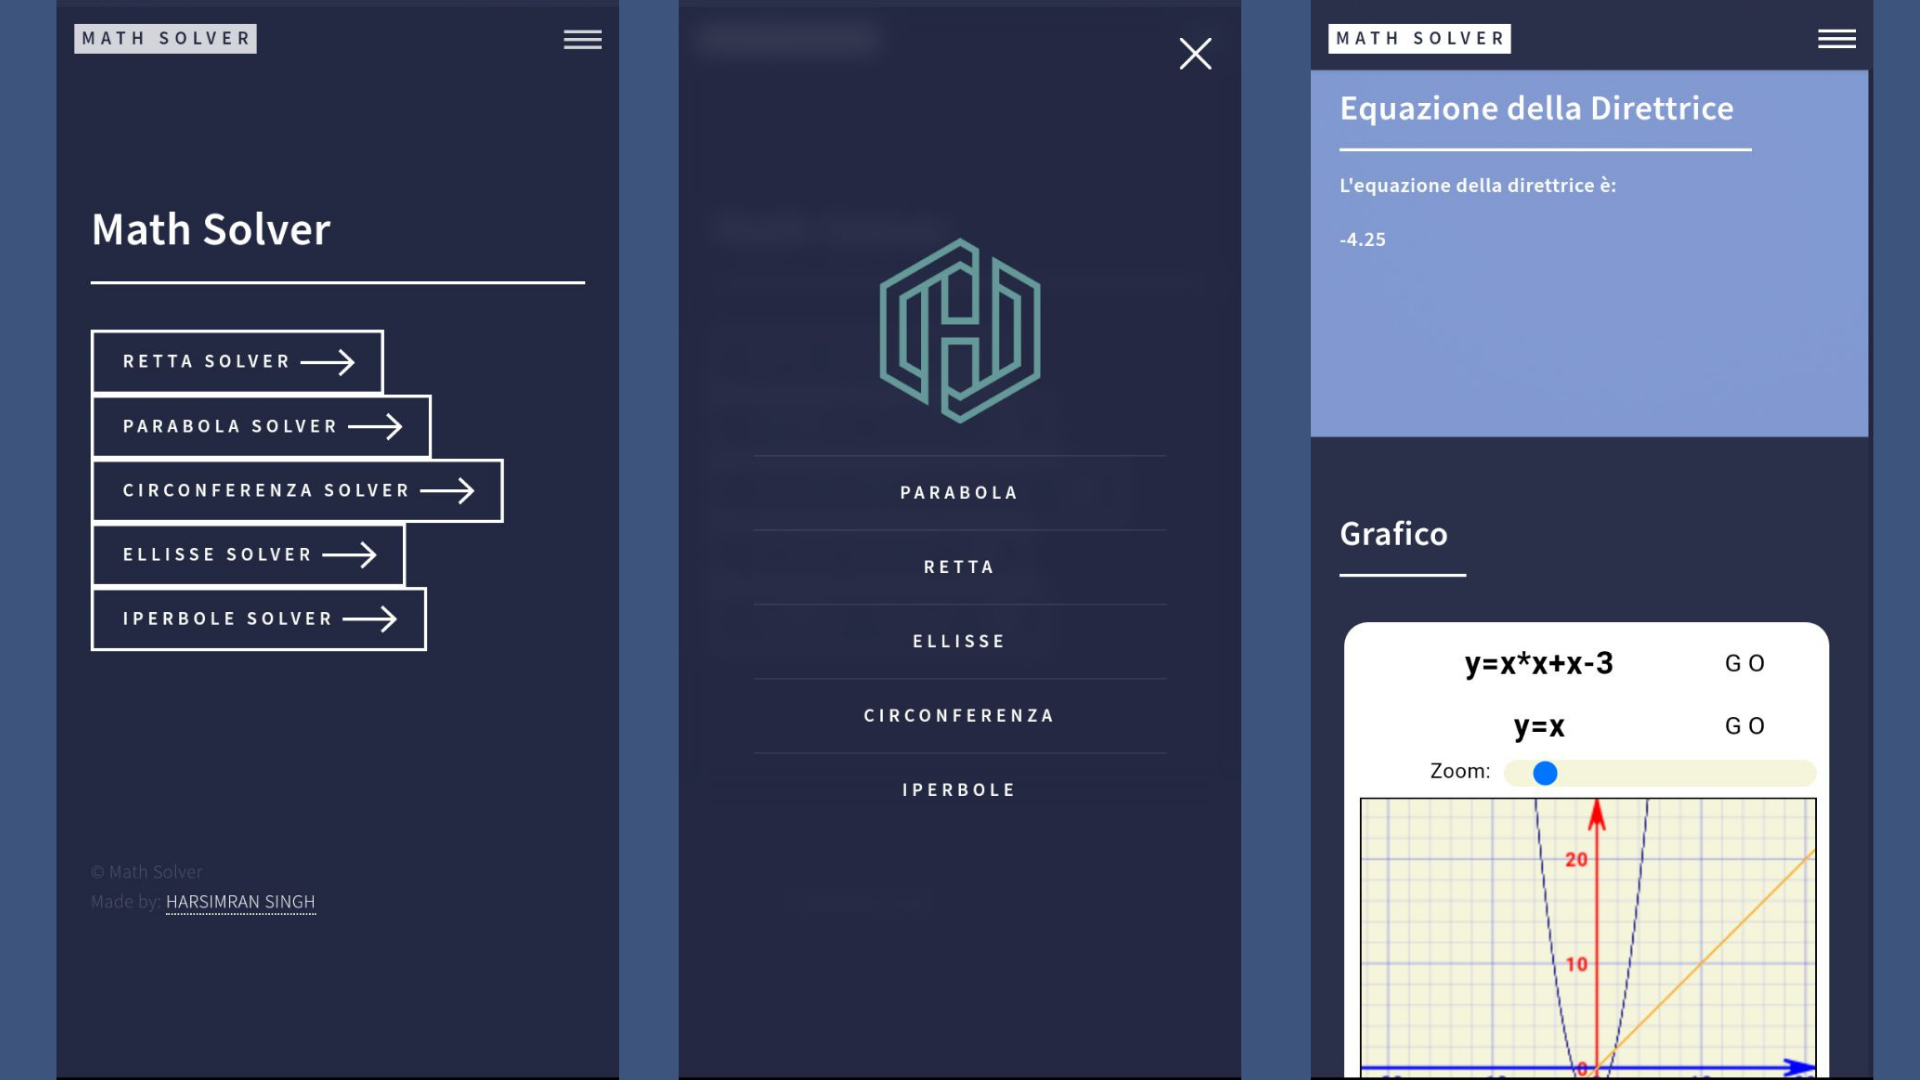 MATH SOLVER
Math Solver
RETTA SOLVER
PARABOLA SOLVER
CIRCONFERENZA SOLVER
ELLISSE SOLVER
IPERBOLE SOLVER
© Math Solver
Made by: HARSIMRAN SINGH
PARABOLA
RETTA
ELLISSE
CIRCONFERENZA
IPERBOLE
MATH SOLVER
Equazione della Direttrice
L'equazione della direttrice è:
-4.25
Grafico
y=x*x+x-3 GO
y=x GO
Zoom:
20
10
0